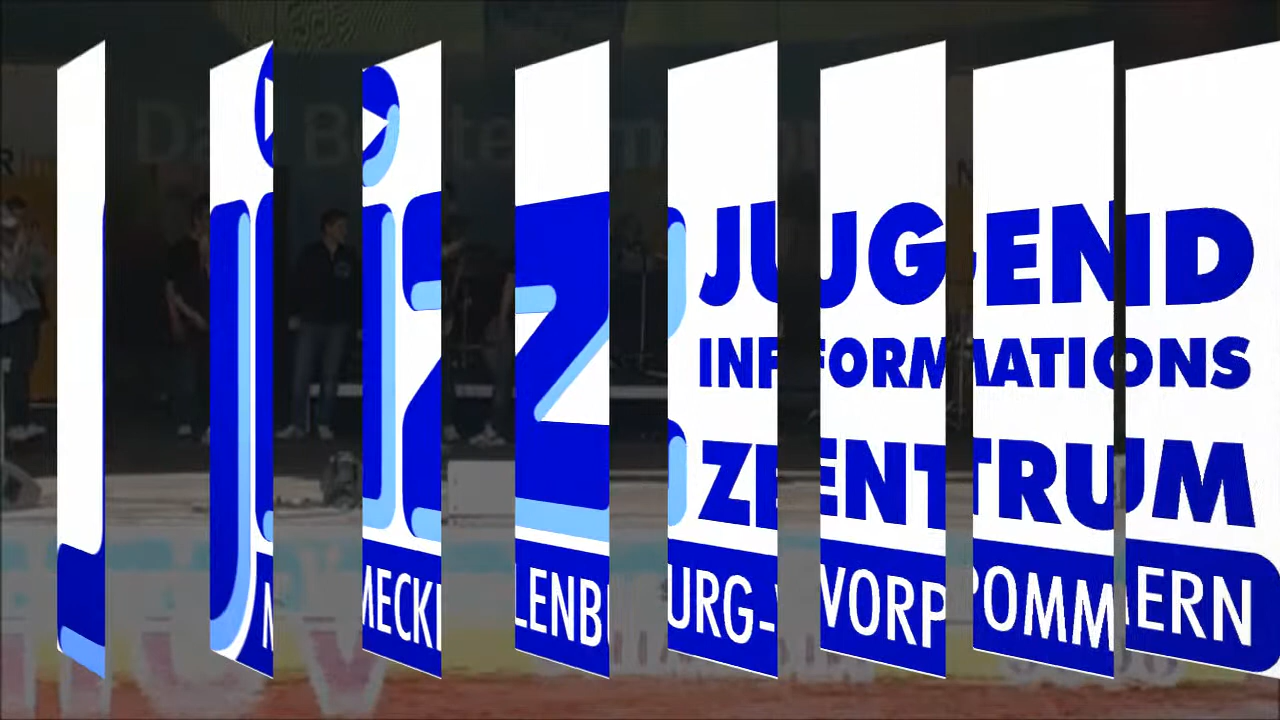 jiz
JUGEND
INFORMATIONS
ZENTRUM
MECKLENBURG-VORPOMMERN